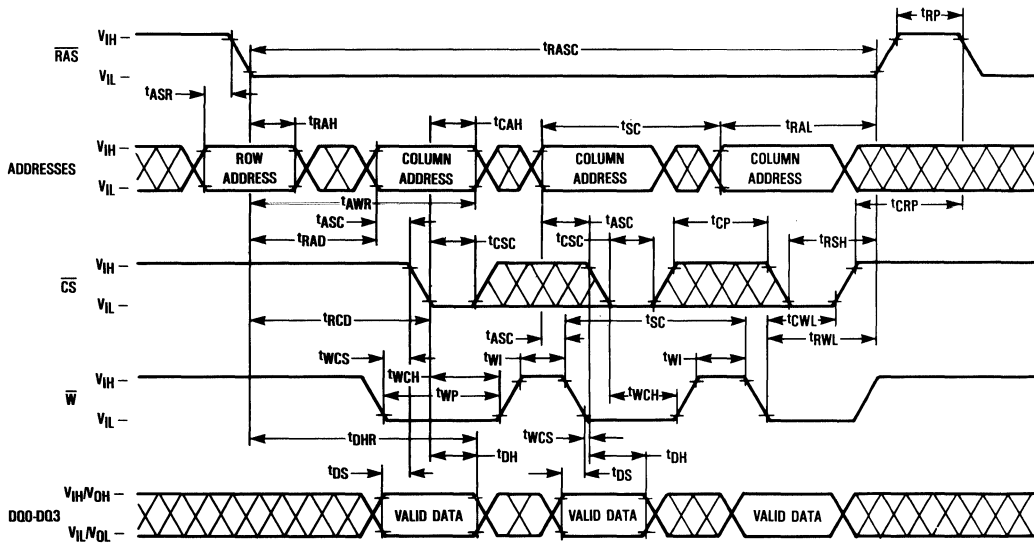 tRP
VIH –
RAS
VIL –
tRASC
tASR
tRAH
tCAH
tSC
tRAL
VIH –
ADDRESSES
VIL –
ROW ADDRESS
COLUMN ADDRESS
COLUMN ADDRESS
COLUMN ADDRESS
tAWR
tCRP
tASC
tASC
tRAD
tCSC
tCSC
tCP
tRSH
VIH –
CS
VIL –
tRCD
tASC
tSC
tCWL
tRWL
tWCS
tWCH
tWI
tWI
VIH –
W
VIL –
tWP
tWCH
tWCS
tDHR
tDH
tDH
tDS
tDS
VIH/VOH –
DQ0-DQ3
VIL/VOL –
VALID DATA
VALID DATA
VALID DATA